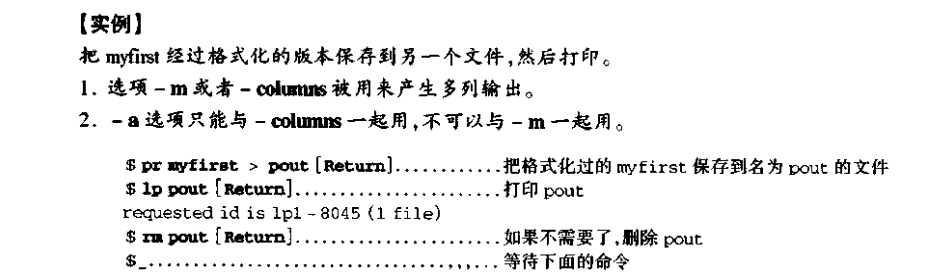 【实例】
把 myfirst 经过格式化的版本保存到另一个文件,然后打印。
1. 选项 - m 或者 - columns 被用来产生多列输出。
2. - a 选项只能与 - columns 一起用,不可以与 - m 一起用。
$ pr myfirst > pout [Return]............把格式化过的 myfirst 保存到名为 pout 的文件
$ lp pout [Return].......................打印 pout
requested id is lp1 - 8045 (1 file)
$ rm pout [Return].......................如果不需要了,删除 pout
$_.................................,,,...等待下面的命令